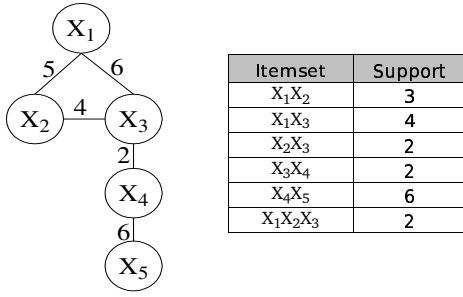 X₁
5 6
X₂ 4 X₃
2
X₄
6
X₅
Itemset Support
X₁X₂ 3
X₁X₃ 4
X₂X₃ 2
X₃X₄ 2
X₄X₅ 6
X₁X₂X₃ 2